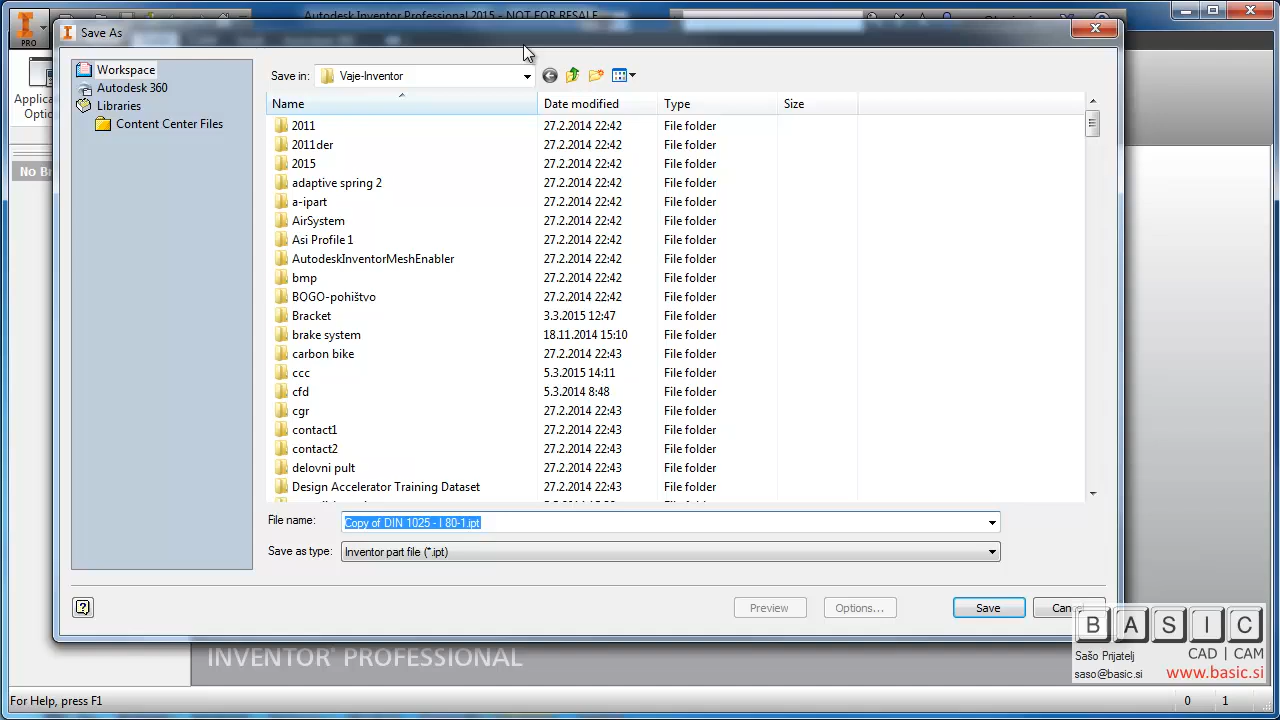 Autodesk Inventor Professional 2015 - NOT FOR RESALE
PRO
Save As
Workspace
Autodesk 360
Libraries
Content Center Files
Save in:
Vaje-Inventor
Name Date modified Type Size
2011 27.2.2014 22:42 File folder
2011der 27.2.2014 22:42 File folder
2015 27.2.2014 22:42 File folder
adaptive spring 2 27.2.2014 22:42 File folder
a-ipart 27.2.2014 22:42 File folder
AirSystem 27.2.2014 22:42 File folder
Asi Profile 1 27.2.2014 22:42 File folder
AutodeskInventorMeshEnabler 27.2.2014 22:42 File folder
bmp 27.2.2014 22:42 File folder
BOGO-pohištvo 27.2.2014 22:42 File folder
Bracket 3.3.2015 12:47 File folder
brake system 18.11.2014 15:10 File folder
carbon bike 27.2.2014 22:43 File folder
ccc 5.3.2015 14:11 File folder
cfd 5.3.2014 8:48 File folder
cgr 27.2.2014 22:43 File folder
contact1 27.2.2014 22:43 File folder
contact2 27.2.2014 22:43 File folder
delovni pult 27.2.2014 22:43 File folder
Design Accelerator Training Dataset 27.2.2014 22:43 File folder
File name:
Copy of DIN 1025 - I 80-1.ipt
Save as type:
Inventor part file (*.ipt)
Preview
Options...
Save
Applic
Optio
No Br
INVENTOR® PROFESSIONAL
For Help, press F1
0 1
B A S I C
CAD | CAM
Sašo Prijatelj
saso@basic.si
www.basic.si